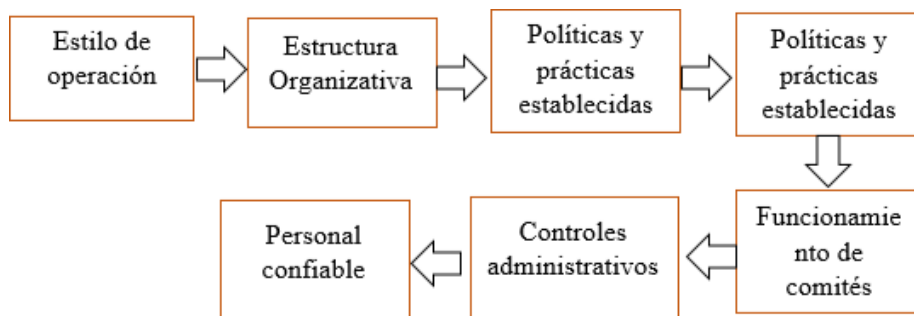 Estilo de
operación
Estructura
Organizativa
Políticas y
prácticas
establecidas
Políticas y
prácticas
establecidas
Funcionamie
nto de
comités
Controles
administrativos
Personal
confiable